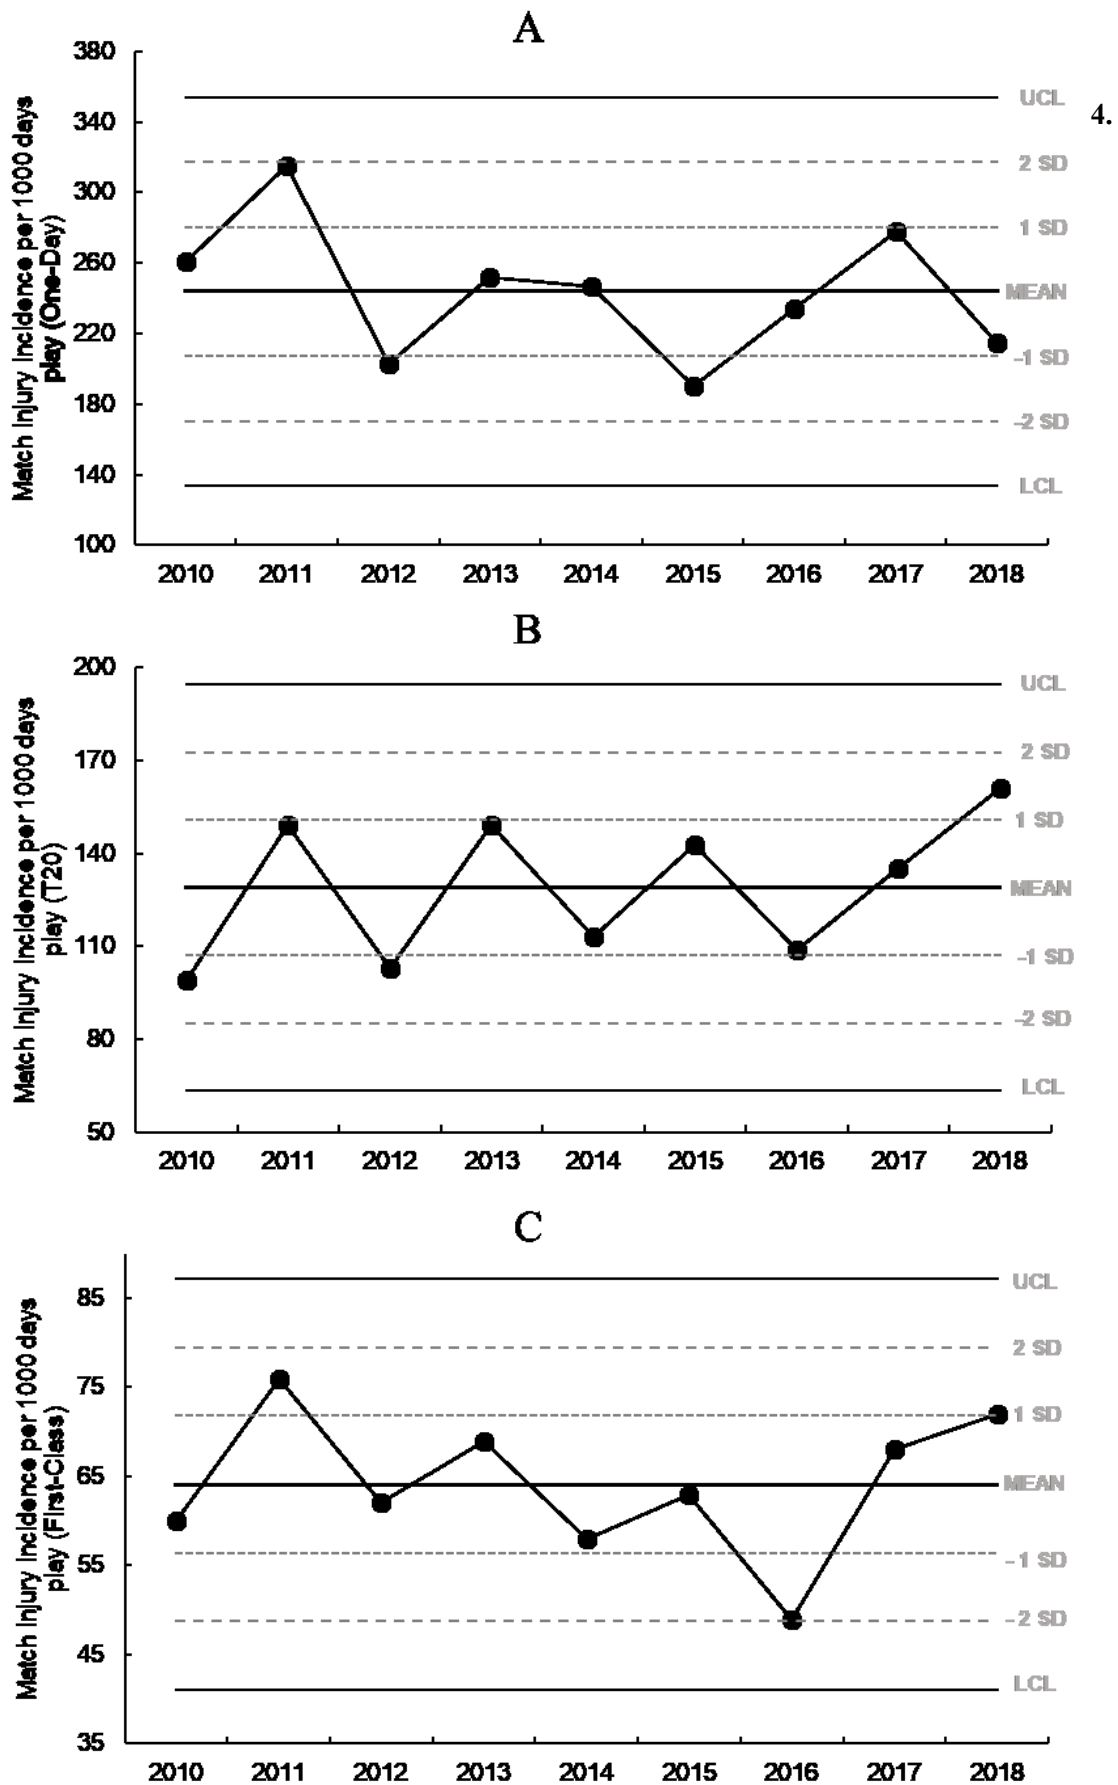 A
4.
Match Injury Incidence per 1000 days
play (One-Day)
380
340
300
260
220
180
140
100
UCL
2 SD
1 SD
MEAN
-1 SD
-2 SD
LCL
2010 2011 2012 2013 2014 2015 2016 2017 2018
B
Match Injury Incidence per 1000 days
play (T20)
200
170
140
110
80
50
UCL
2 SD
1 SD
MEAN
-1 SD
-2 SD
LCL
2010 2011 2012 2013 2014 2015 2016 2017 2018
C
Match Injury Incidence per 1000 days
play (First-Class)
85
75
65
55
45
35
UCL
2 SD
1 SD
MEAN
-1 SD
-2 SD
LCL
2010 2011 2012 2013 2014 2015 2016 2017 2018